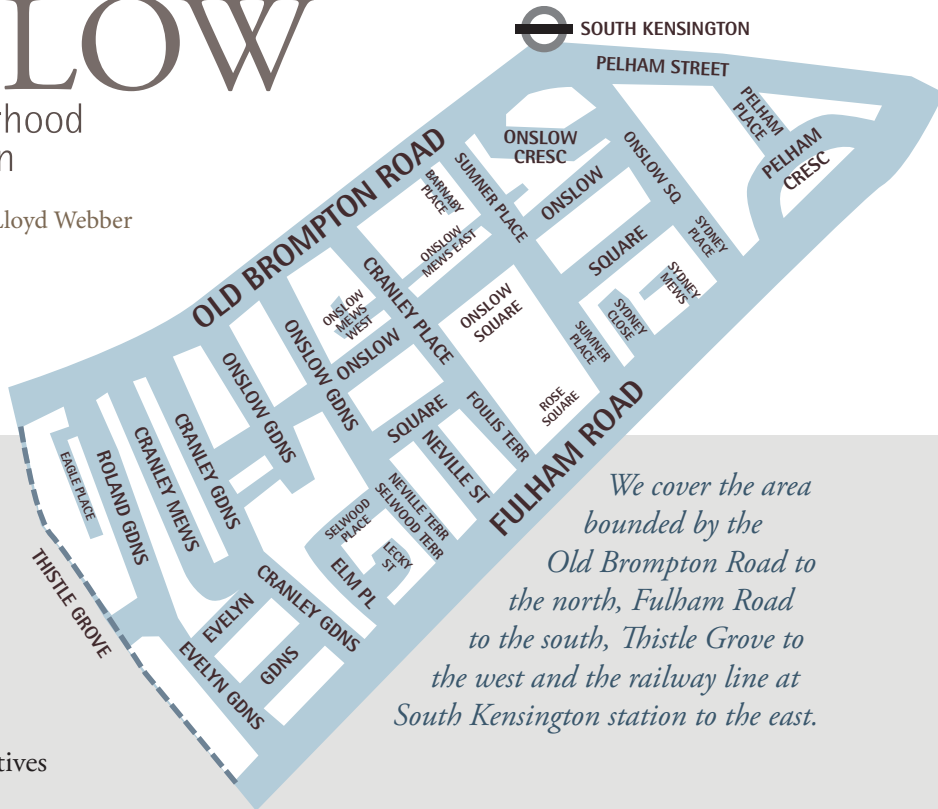 LOW
SOUTH KENSINGTON
PELHAM STREET
PELHAM
PLACE
PELHAM
CRESC
rhood
n
Lloyd Webber
OLD BROMPTON ROAD
ONSLOW
CRESC
ONSLOW SQ
BARNABY
PLACE
SUMNER PLACE
ONSLOW
SQUARE
SYDNEY
PLACE
SYDNEY
MEWS
SYDNEY
CLOSE
SUMNER
PLACE
ONSLOW
MEWS EAST
CRANLEY PLACE
ONSLOW
SQUARE
ONSLOW
MEWS
WEST
ONSLOW
SQUARE
ROSE
SQUARE
ONSLOW GDNS
ONSLOW GDNS
FOULIS TERR
NEVILLE ST
FULHAM ROAD
NEVILLE TERR
SELWOOD TERR
SELWOOD
PLACE
LECKY
ST
ELM PL
CRANLEY GDNS
CRANLEY MEWS
ROLAND GDNS
EAGLE PLACE
THISTLE GROVE
CRANLEY GDNS
EVELYN
GDNS
EVELYN GDNS
We cover the area
bounded by the
Old Brompton Road to
the north, Fulham Road
to the south, Thistle Grove to
the west and the railway line at
South Kensington station to the east.
tives